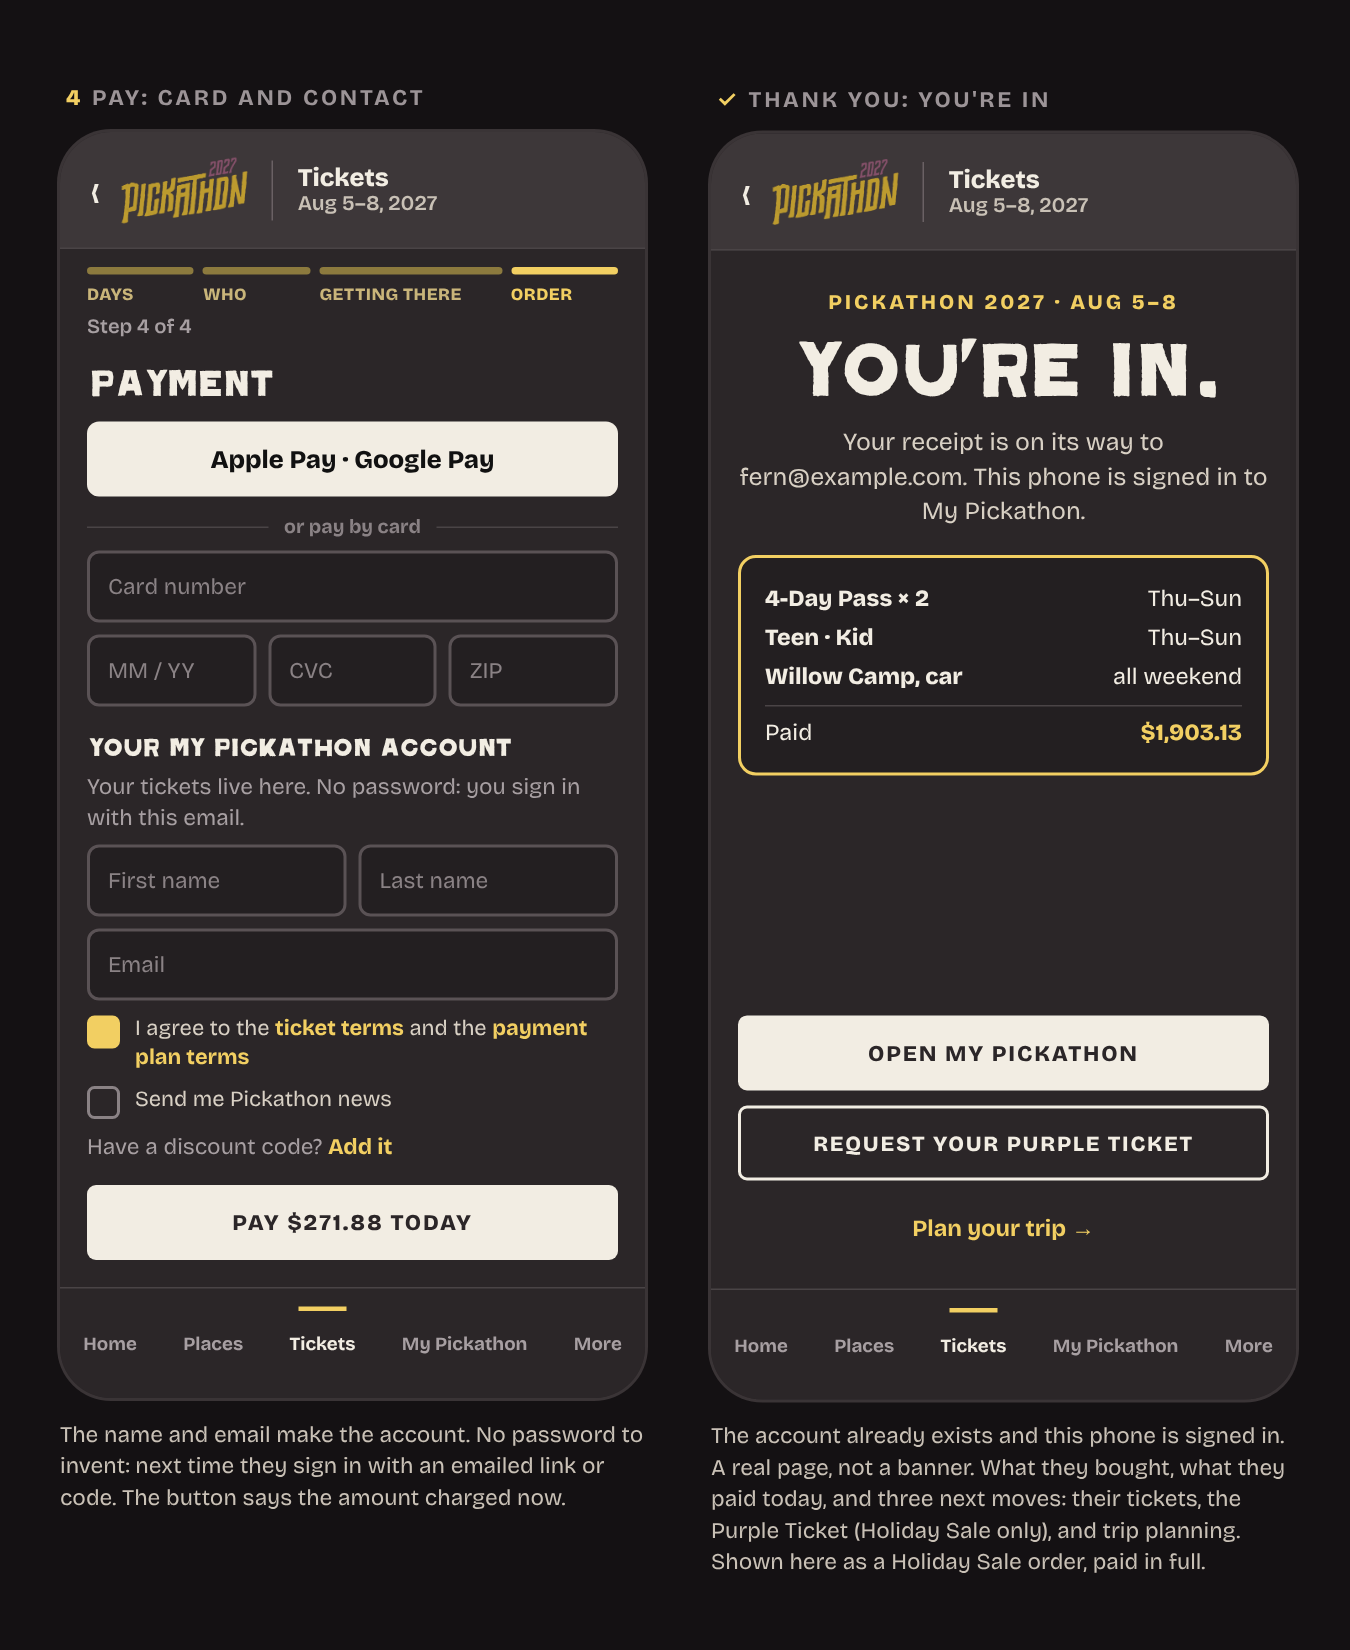 4 PAY: CARD AND CONTACT
2027
PICKATHON
Tickets
Aug 5–8, 2027
DAYS
WHO
GETTING THERE
ORDER
Step 4 of 4
PAYMENT
Apple Pay · Google Pay
or pay by card
Card number
MM / YY
CVC
ZIP
YOUR MY PICKATHON ACCOUNT
Your tickets live here. No password: you sign in
with this email.
First name
Last name
Email
I agree to the ticket terms and the payment
plan terms
Send me Pickathon news
Have a discount code? Add it
PAY $271.88 TODAY
Home
Places
Tickets
My Pickathon
More
The name and email make the account. No password to
invent: next time they sign in with an emailed link or
code. The button says the amount charged now.
✓ THANK YOU: YOU'RE IN
2027
PICKATHON
Tickets
Aug 5–8, 2027
PICKATHON 2027 · AUG 5–8
YOU'RE IN.
Your receipt is on its way to
fern@example.com. This phone is signed in to
My Pickathon.
4-Day Pass × 2 Thu–Sun
Teen · Kid Thu–Sun
Willow Camp, car all weekend
Paid $1,903.13
OPEN MY PICKATHON
REQUEST YOUR PURPLE TICKET
Plan your trip →
Home
Places
Tickets
My Pickathon
More
The account already exists and this phone is signed in.
A real page, not a banner. What they bought, what they
paid today, and three next moves: their tickets, the
Purple Ticket (Holiday Sale only), and trip planning.
Shown here as a Holiday Sale order, paid in full.